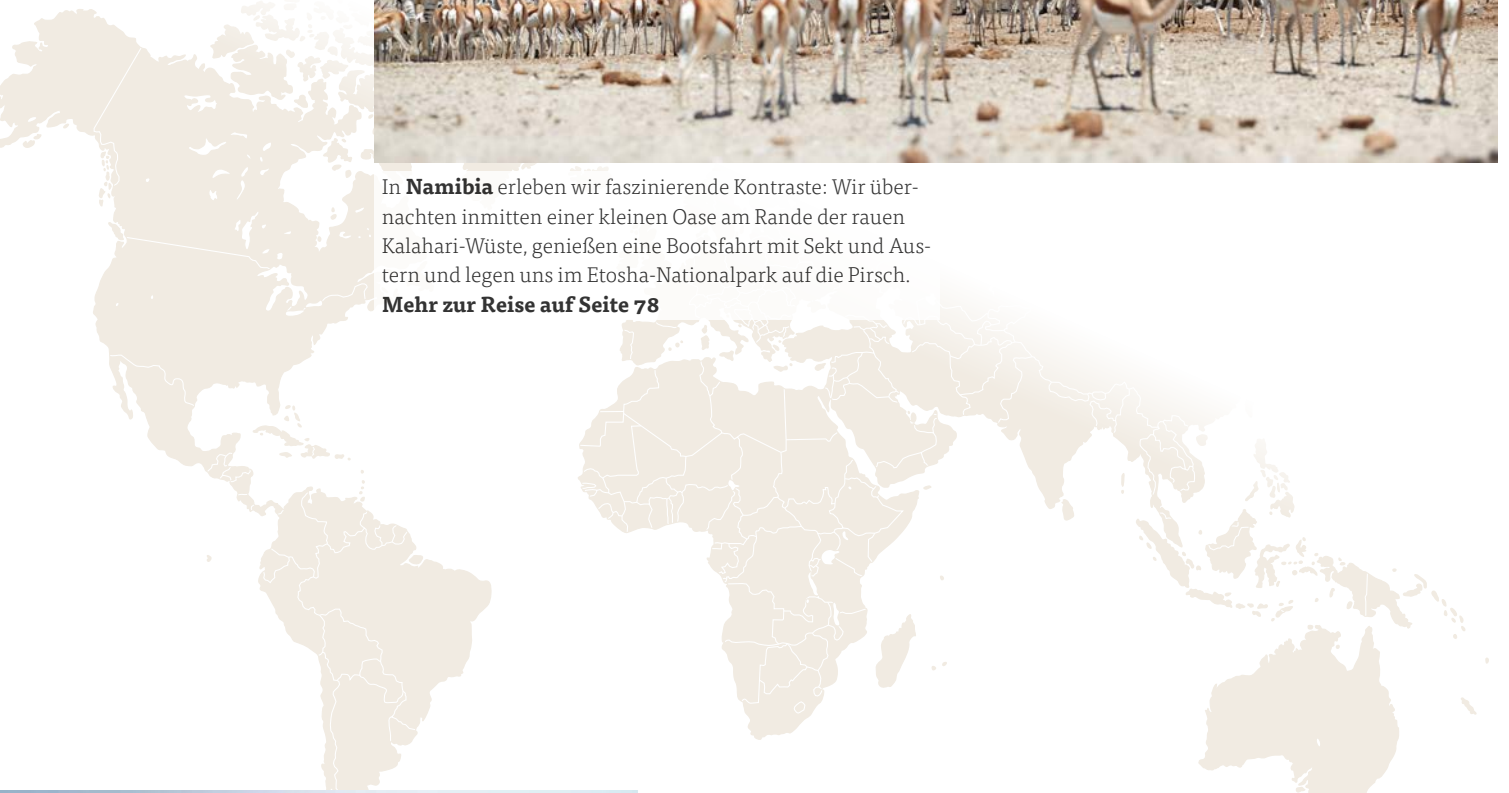 In Namibia erleben wir faszinierende Kontraste: Wir über-
nachten inmitten einer kleinen Oase am Rande der rauen
Kalahari-Wüste, genießen eine Bootsfahrt mit Sekt und Aus-
tern und legen uns im Etosha-Nationalpark auf die Pirsch.
Mehr zur Reise auf Seite 78